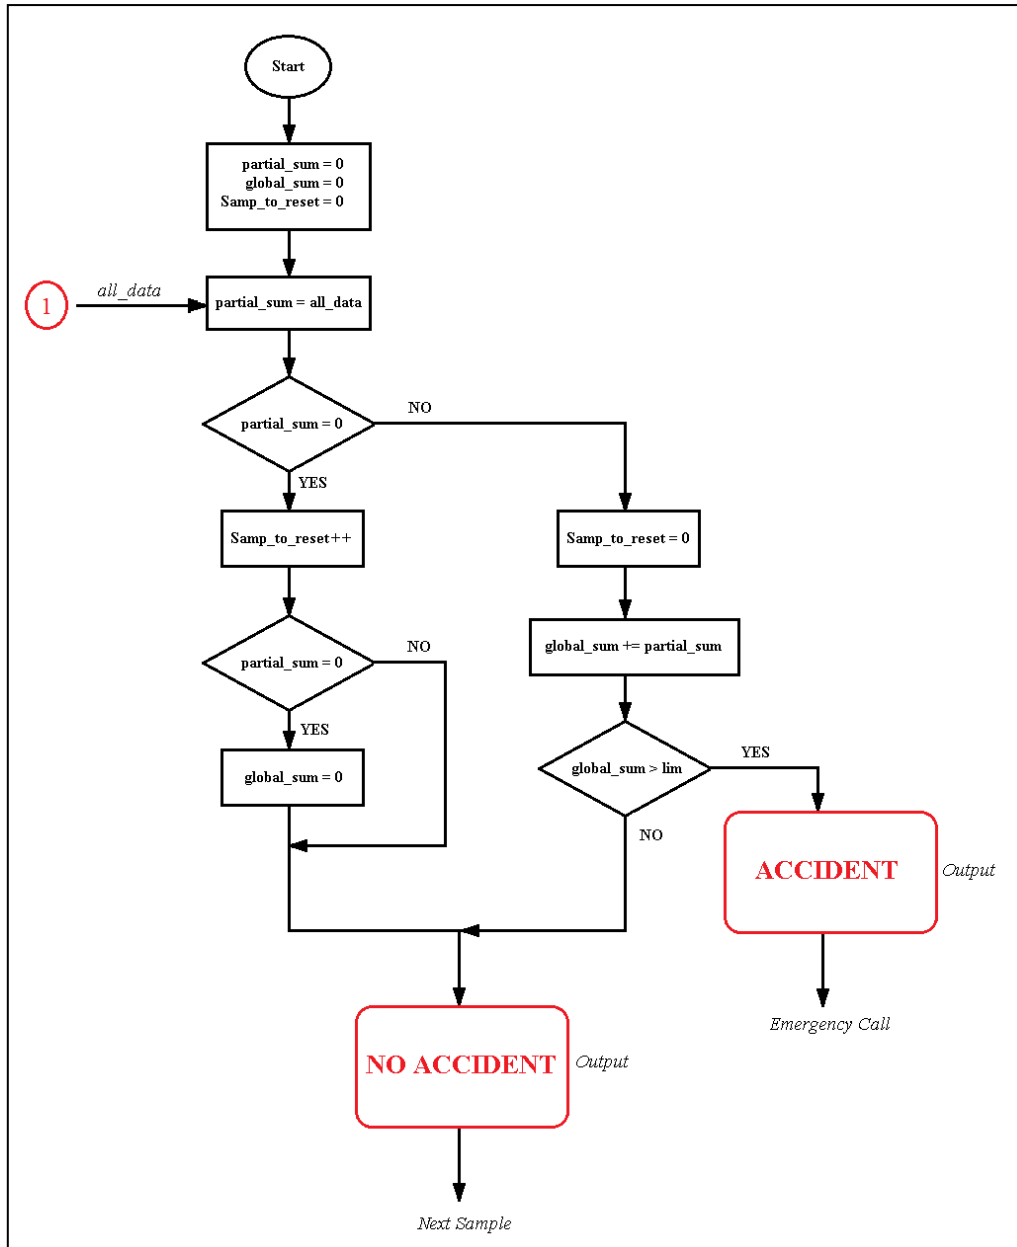 Start
partial_sum = 0
global_sum = 0
Samp_to_reset = 0
1
all_data
partial_sum = all_data
partial_sum = 0
NO
YES
Samp_to_reset++
Samp_to_reset = 0
partial_sum = 0
NO
global_sum += partial_sum
YES
global_sum = 0
global_sum > lim
YES
NO
ACCIDENT
Output
Emergency Call
NO ACCIDENT
Output
Next Sample